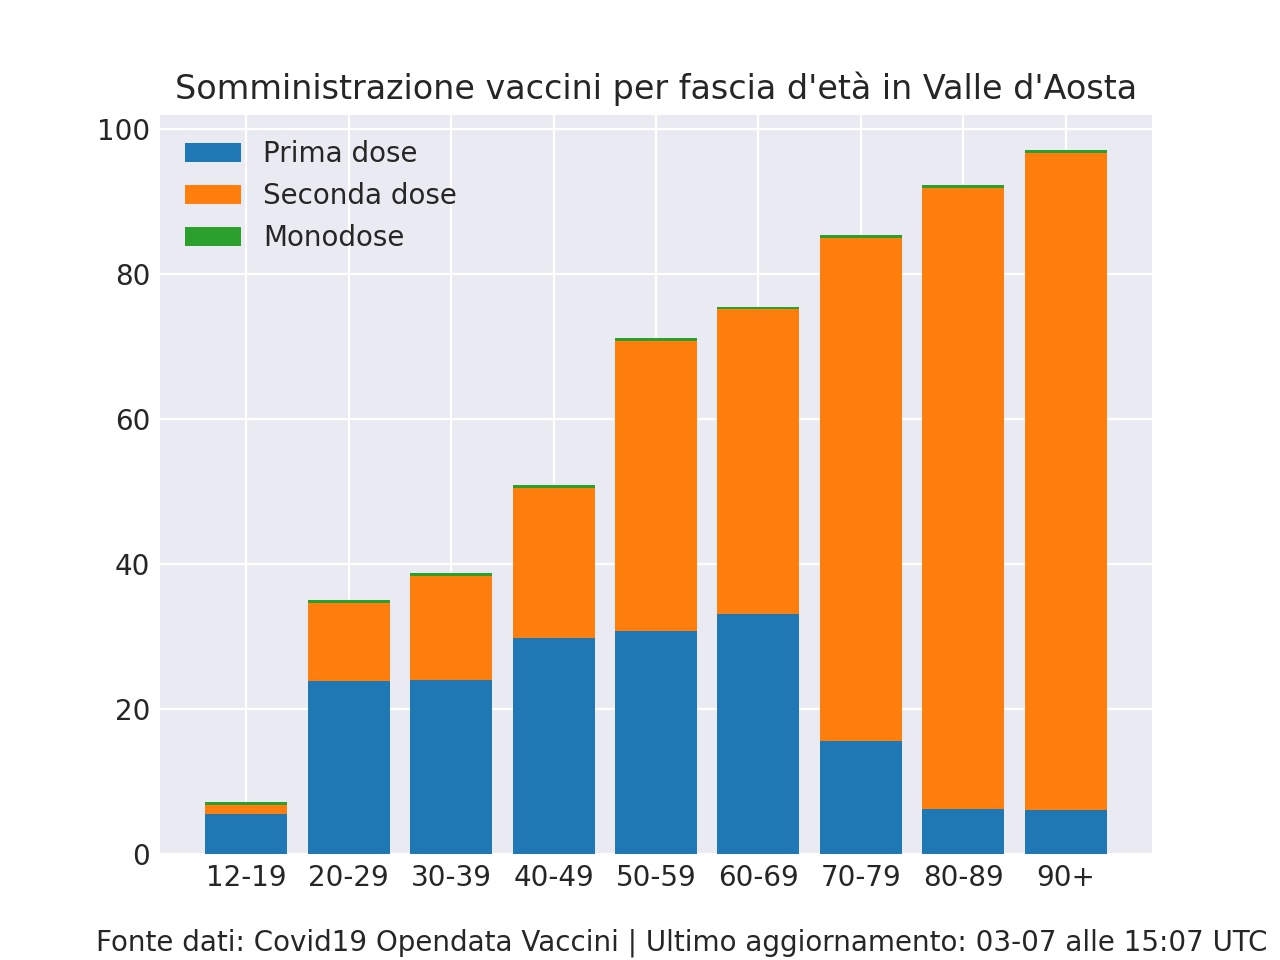 Somministrazione vaccini per fascia d'età in Valle d'Aosta
100
80
60
40
20
0
Prima dose
Seconda dose
Monodose
12-19 20-29 30-39 40-49 50-59 60-69 70-79 80-89 90+
Fonte dati: Covid19 Opendata Vaccini | Ultimo aggiornamento: 03-07 alle 15:07 UTC